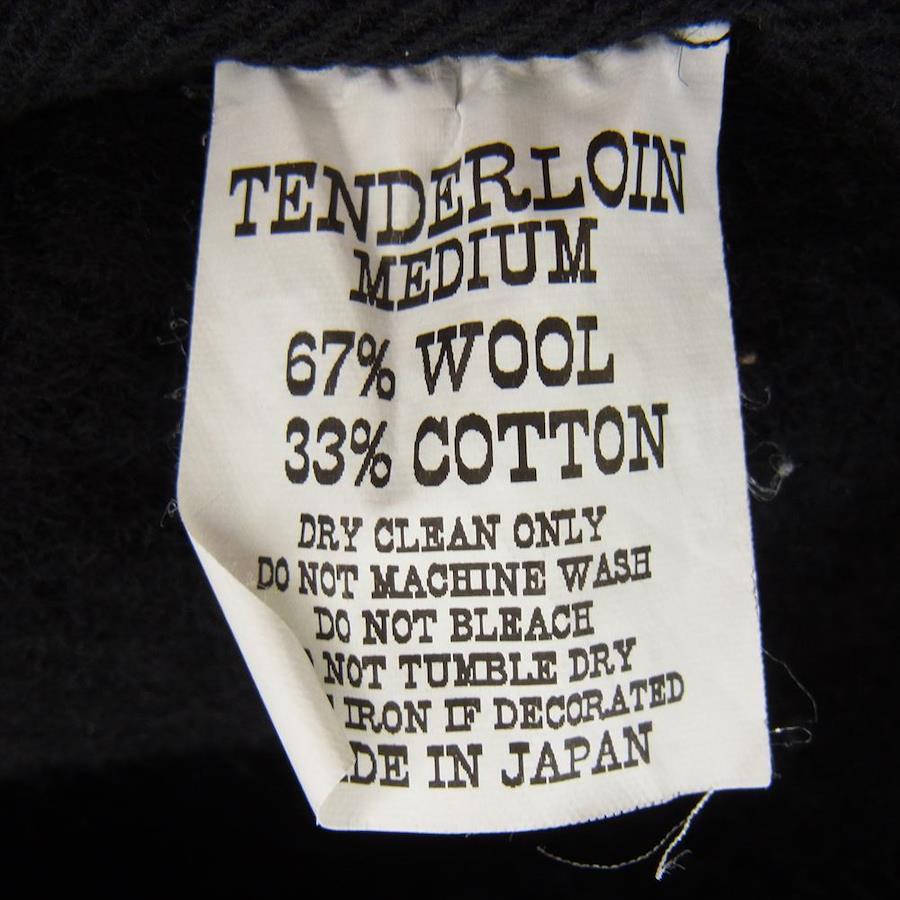 TENDERLOIN
MEDIUM
67% WOOL
33% COTTON
DRY CLEAN ONLY
DO NOT MACHINE WASH
DO NOT BLEACH
NOT TUMBLE DRY
IRON IF DECORATED
DE IN JAPAN